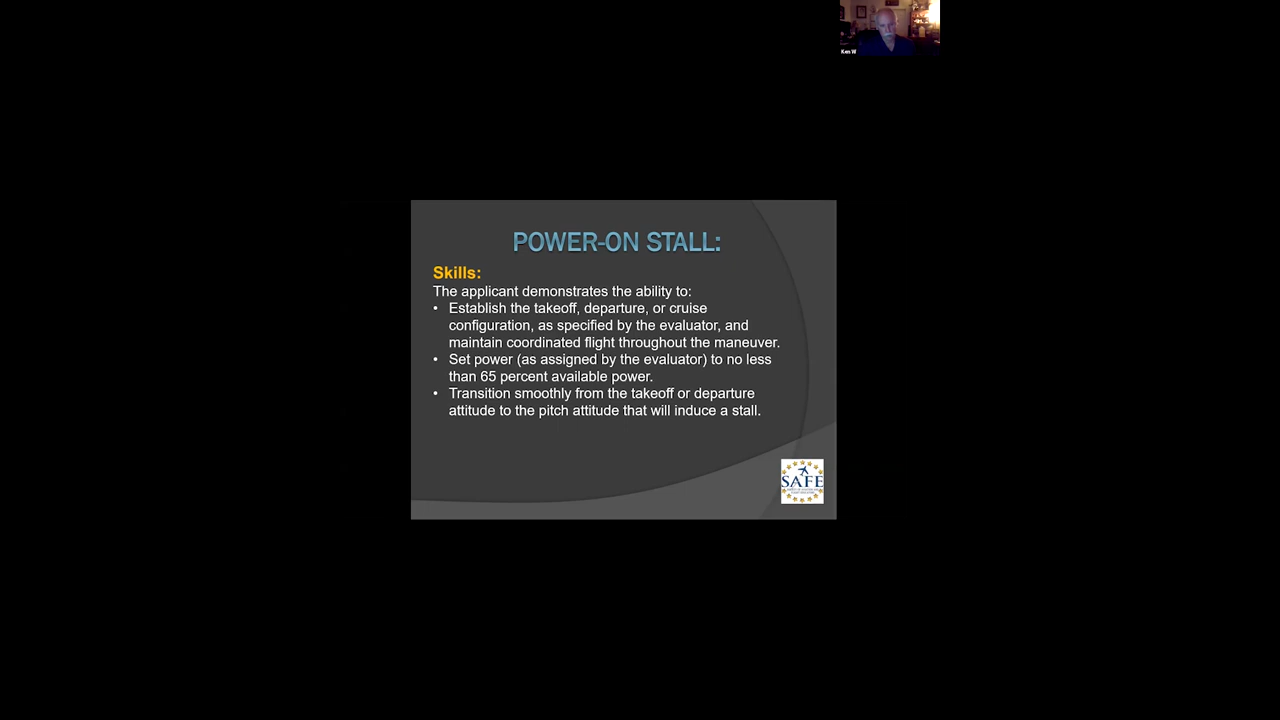 Ken W
POWER-ON STALL:
Skills:
The applicant demonstrates the ability to:
• Establish the takeoff, departure, or cruise
configuration, as specified by the evaluator, and
maintain coordinated flight throughout the maneuver.
• Set power (as assigned by the evaluator) to no less
than 65 percent available power.
• Transition smoothly from the takeoff or departure
attitude to the pitch attitude that will induce a stall.
SAFE